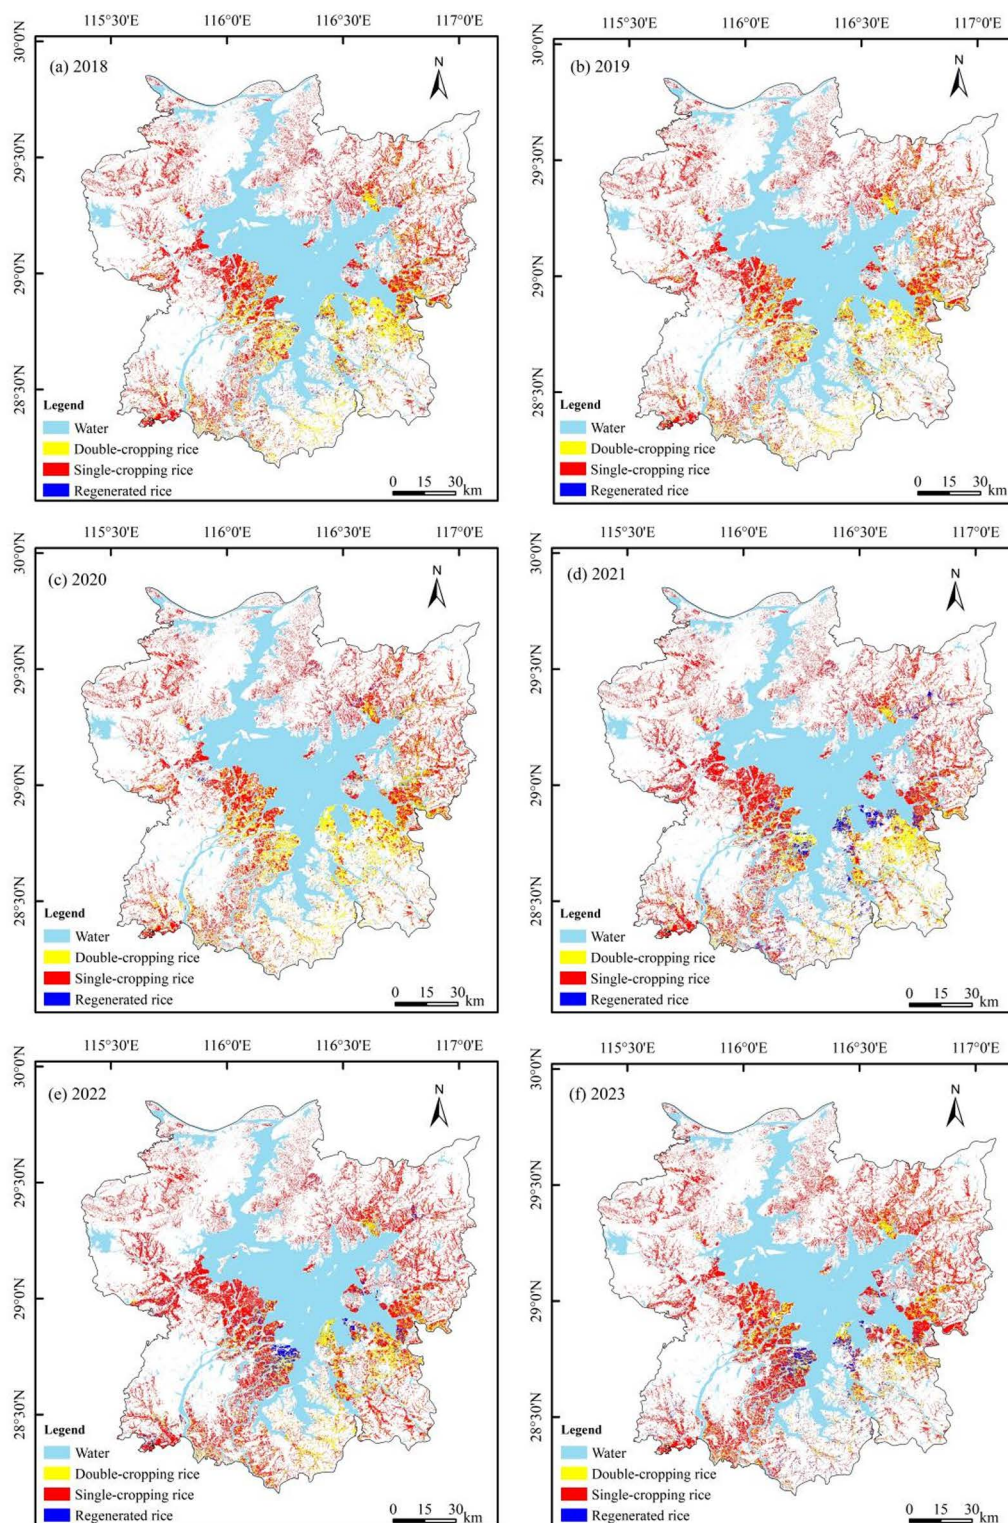 115°30'E 116°0'E 116°30'E 117°0'E
30°0'N
29°30'N
29°0'N
28°30'N
(a) 2018
N
Legend
Water
Double-cropping rice
Single-cropping rice
Regenerated rice
0 15 30
km
115°30'E 116°0'E 116°30'E 117°0'E
30°0'N
29°30'N
29°0'N
28°30'N
(b) 2019
N
Legend
Water
Double-cropping rice
Single-cropping rice
Regenerated rice
0 15 30
km
115°30'E 116°0'E 116°30'E 117°0'E
30°0'N
29°30'N
29°0'N
28°30'N
(c) 2020
N
Legend
Water
Double-cropping rice
Single-cropping rice
Regenerated rice
0 15 30
km
115°30'E 116°0'E 116°30'E 117°0'E
30°0'N
29°30'N
29°0'N
28°30'N
(d) 2021
N
Legend
Water
Double-cropping rice
Single-cropping rice
Regenerated rice
0 15 30
km
115°30'E 116°0'E 116°30'E 117°0'E
30°0'N
29°30'N
29°0'N
28°30'N
(e) 2022
N
Legend
Water
Double-cropping rice
Single-cropping rice
Regenerated rice
0 15 30
km
115°30'E 116°0'E 116°30'E 117°0'E
30°0'N
29°30'N
29°0'N
28°30'N
(f) 2023
N
Legend
Water
Double-cropping rice
Single-cropping rice
Regenerated rice
0 15 30
km